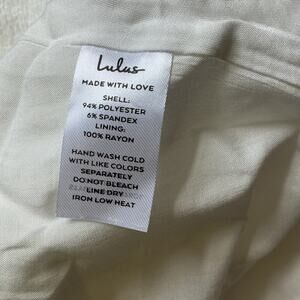 Lulus
MADE WITH LOVE
SHELL:
94% POLYESTER
6% SPANDEX
LINING:
100% RAYON
HAND WASH COLD
WITH LIKE COLORS
SEPARATELY
DO NOT BLEACH
LINE DRY
IRON LOW HEAT